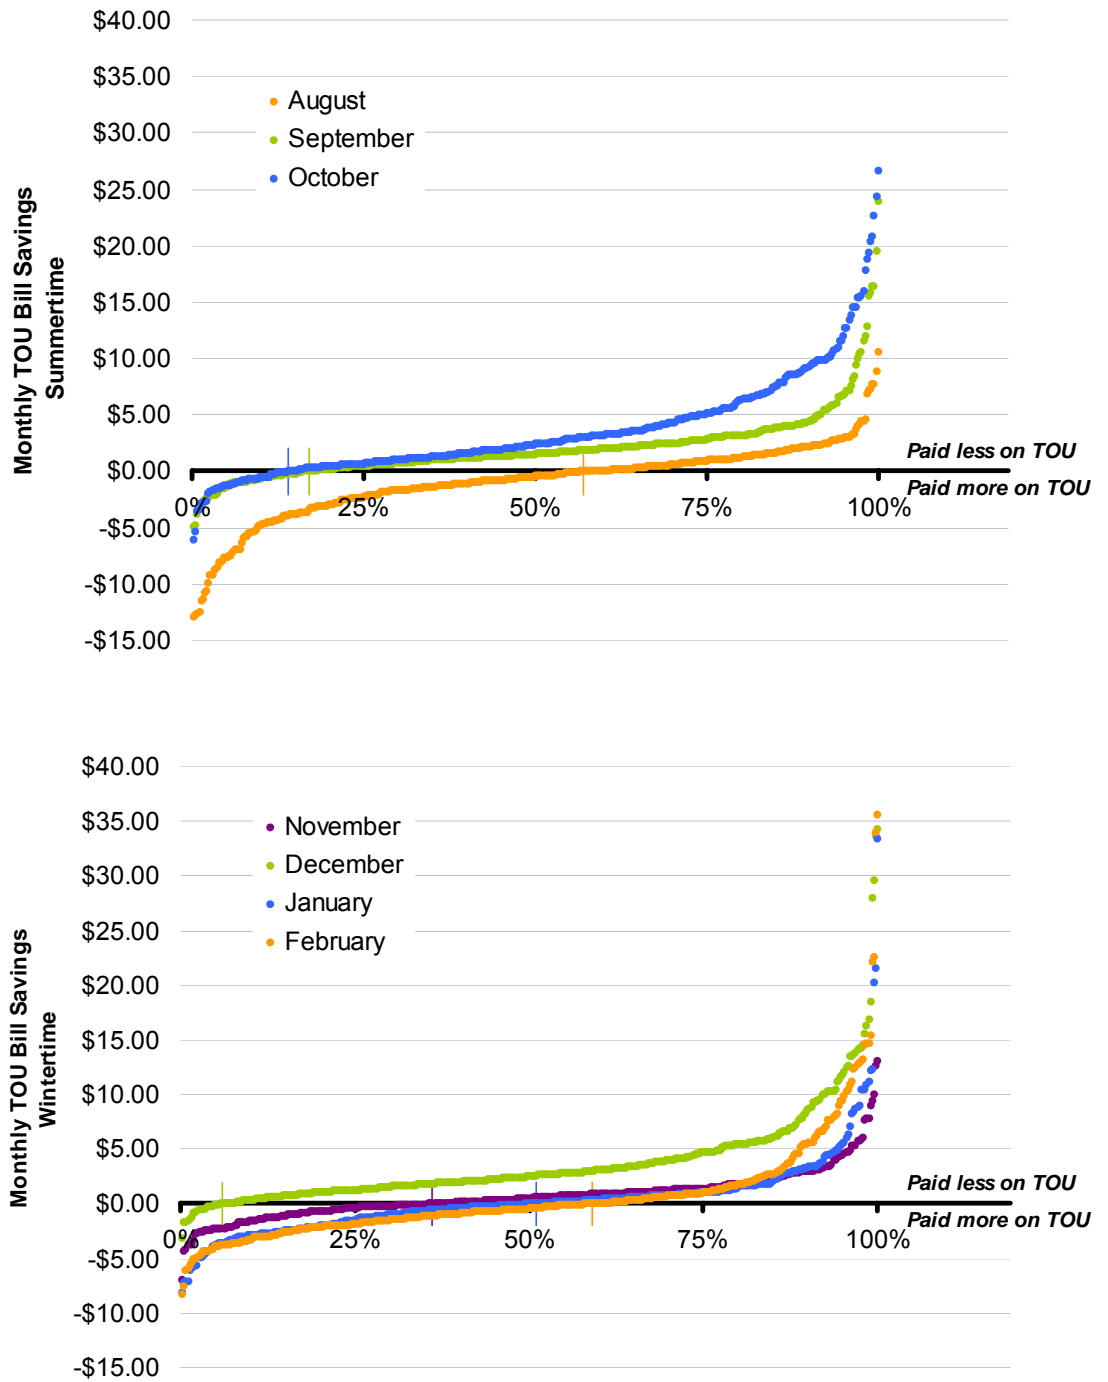 $40.00
$35.00
$30.00
$25.00
$20.00
$15.00
$10.00
$5.00
$0.00
-$5.00
-$10.00
-$15.00
Monthly TOU Bill Savings
Summertime
August
September
October
Paid less on TOU
Paid more on TOU
0%
25%
50%
75%
100%
$40.00
$35.00
$30.00
$25.00
$20.00
$15.00
$10.00
$5.00
$0.00
-$5.00
-$10.00
-$15.00
Monthly TOU Bill Savings
Wintertime
November
December
January
February
Paid less on TOU
Paid more on TOU
0%
25%
50%
75%
100%